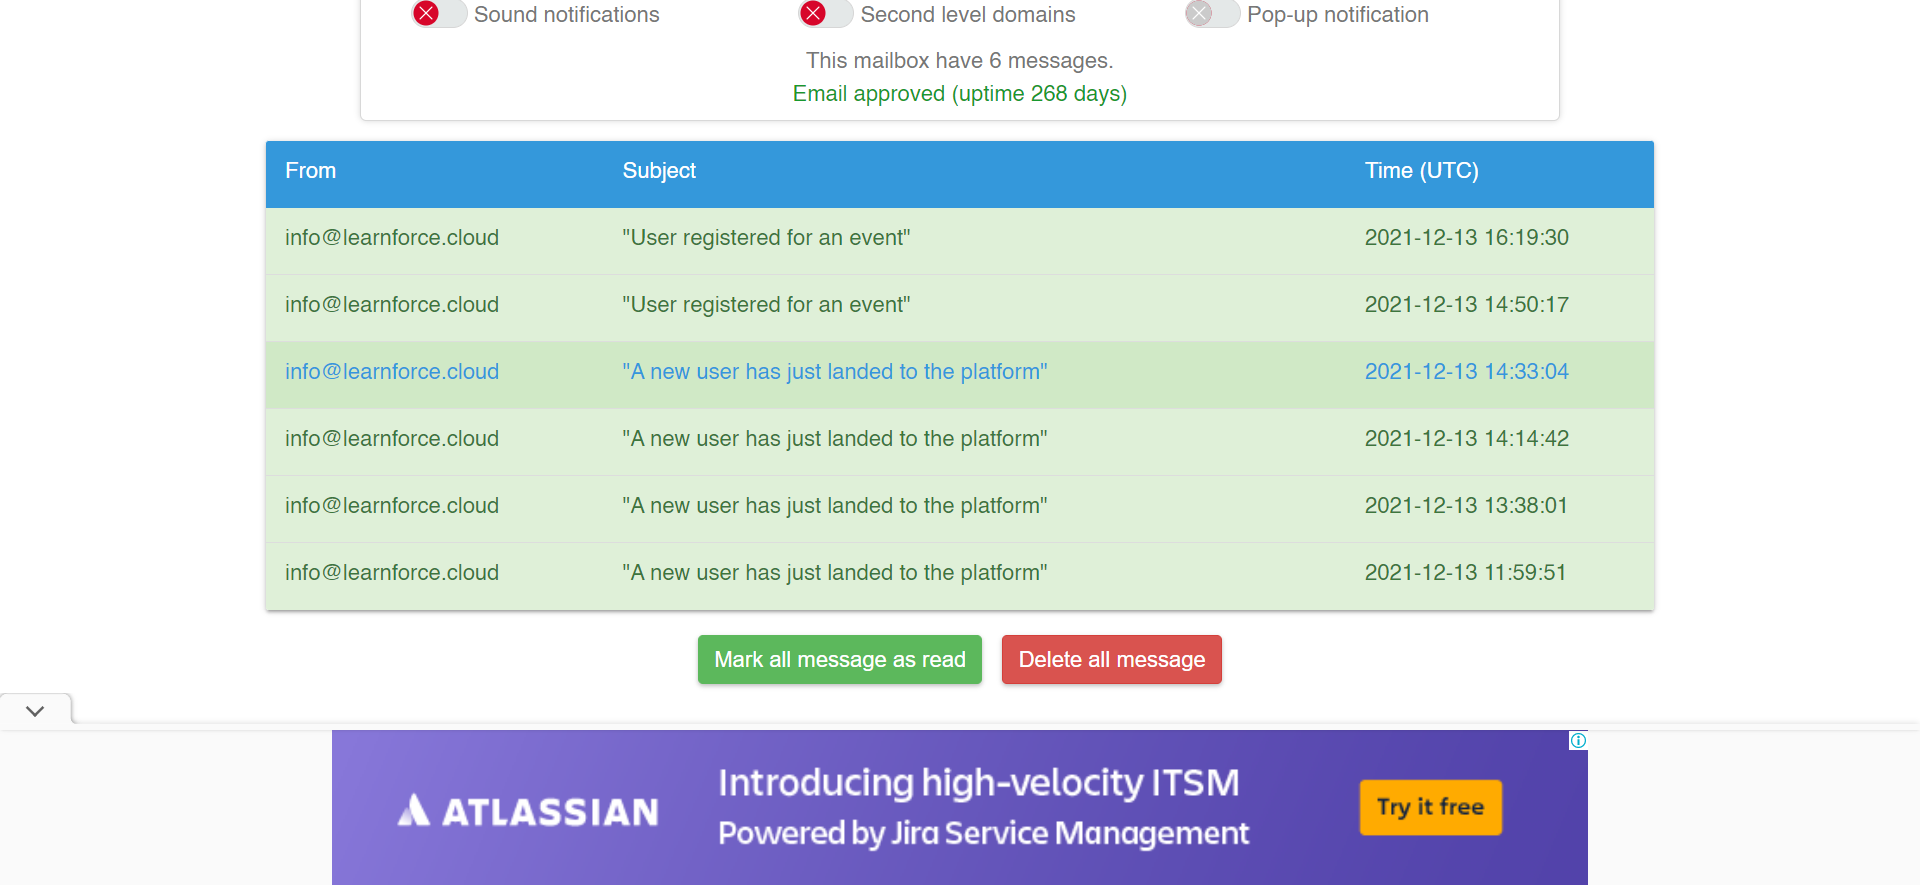 Sound notifications Second level domains Pop-up notification
This mailbox have 6 messages.
Email approved (uptime 268 days)
From Subject Time (UTC)
info@learnforce.cloud "User registered for an event" 2021-12-13 16:19:30
info@learnforce.cloud "User registered for an event" 2021-12-13 14:50:17
info@learnforce.cloud "A new user has just landed to the platform" 2021-12-13 14:33:04
info@learnforce.cloud "A new user has just landed to the platform" 2021-12-13 14:14:42
info@learnforce.cloud "A new user has just landed to the platform" 2021-12-13 13:38:01
info@learnforce.cloud "A new user has just landed to the platform" 2021-12-13 11:59:51
Mark all message as read Delete all message
ATLASSIAN
Introducing high-velocity ITSM
Powered by Jira Service Management
Try it free